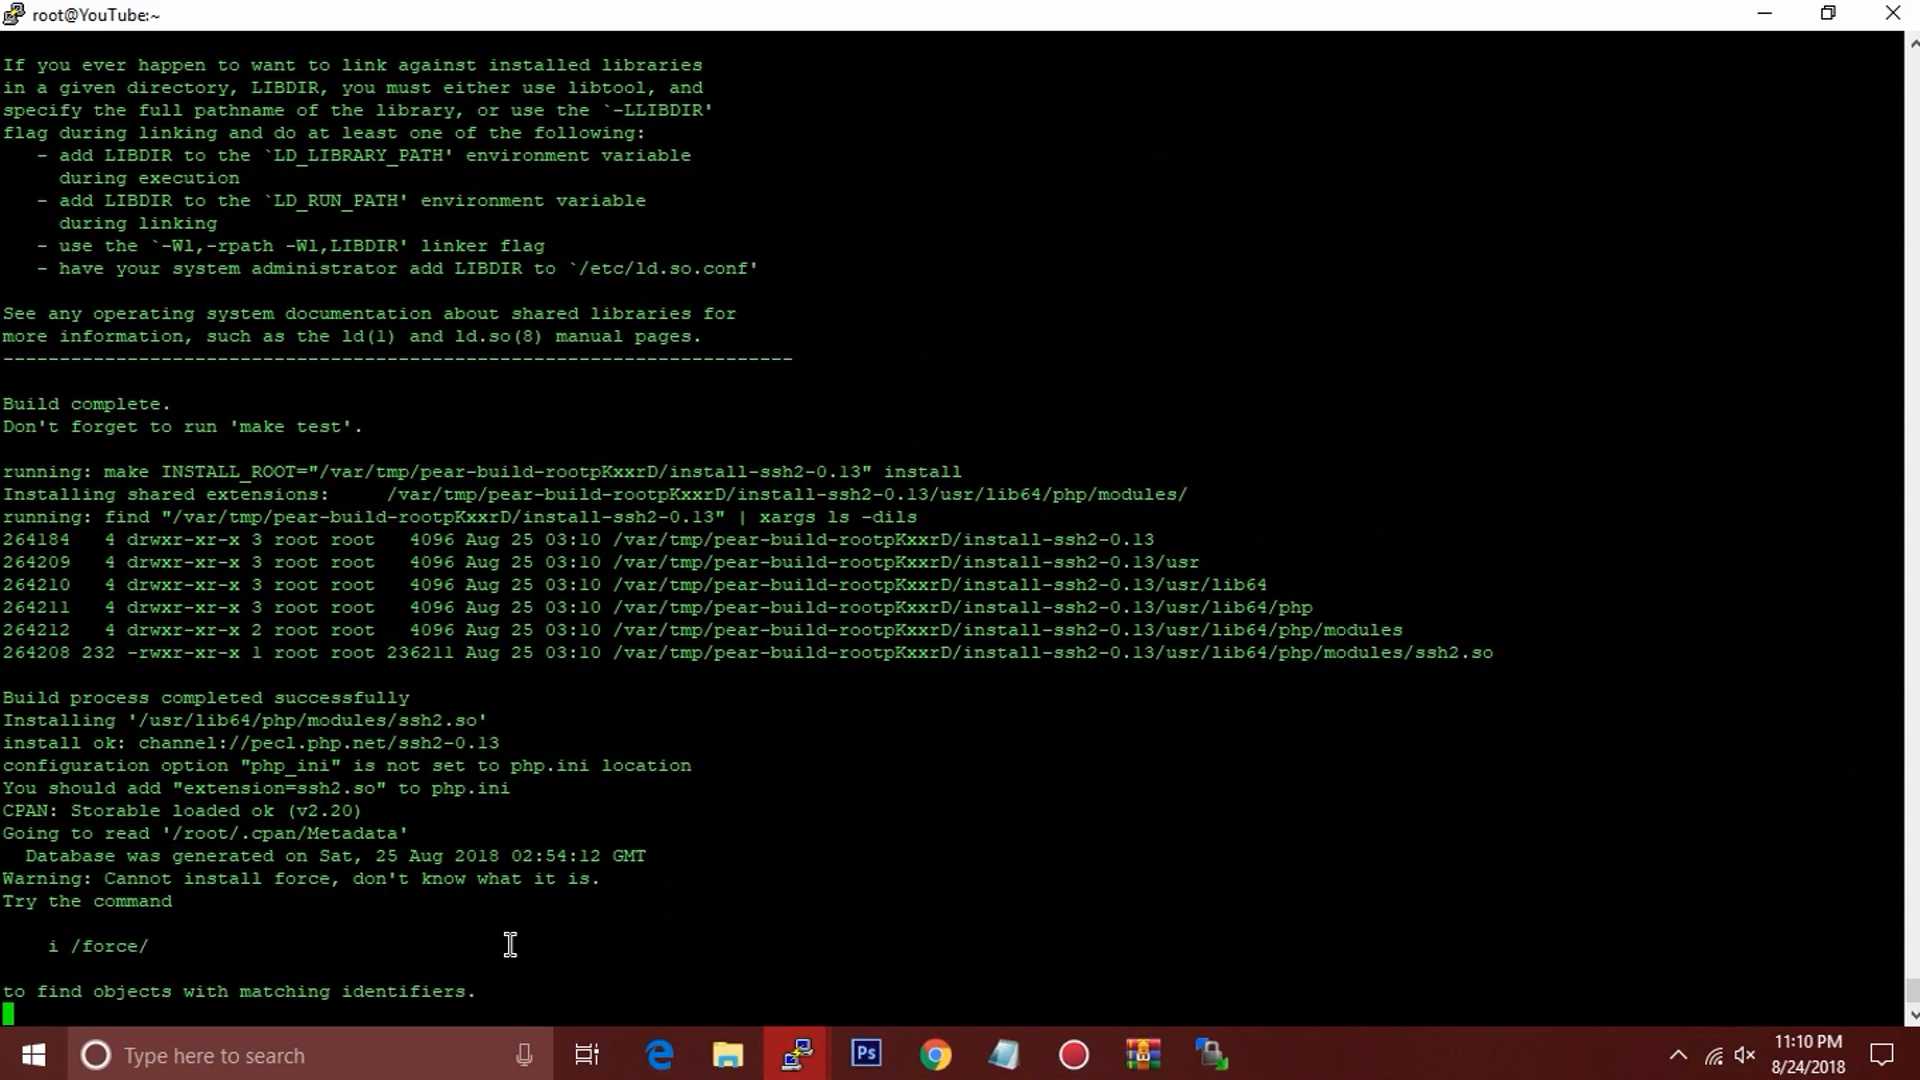 root@YouTube:~
If you ever happen to want to link against installed libraries
in a given directory, LIBDIR, you must either use libtool, and
specify the full pathname of the library, or use the `-LLIBDIR'
flag during linking and do at least one of the following:
- add LIBDIR to the `LD_LIBRARY_PATH' environment variable
during execution
- add LIBDIR to the `LD_RUN_PATH' environment variable
during linking
- use the `-Wl,-rpath -Wl,LIBDIR' linker flag
- have your system administrator add LIBDIR to `/etc/ld.so.conf'
See any operating system documentation about shared libraries for
more information, such as the ld(1) and ld.so(8) manual pages.
----------------------------------------------------------------------
Build complete.
Don't forget to run 'make test'.
running: make INSTALL_ROOT="/var/tmp/pear-build-rootpKxxrD/install-ssh2-0.13" install
Installing shared extensions:     /var/tmp/pear-build-rootpKxxrD/install-ssh2-0.13/usr/lib64/php/modules/
running: find "/var/tmp/pear-build-rootpKxxrD/install-ssh2-0.13" | xargs ls -dils
264184   4 drwxr-xr-x 3 root root   4096 Aug 25 03:10 /var/tmp/pear-build-rootpKxxrD/install-ssh2-0.13
264209   4 drwxr-xr-x 3 root root   4096 Aug 25 03:10 /var/tmp/pear-build-rootpKxxrD/install-ssh2-0.13/usr
264210   4 drwxr-xr-x 3 root root   4096 Aug 25 03:10 /var/tmp/pear-build-rootpKxxrD/install-ssh2-0.13/usr/lib64
264211   4 drwxr-xr-x 3 root root   4096 Aug 25 03:10 /var/tmp/pear-build-rootpKxxrD/install-ssh2-0.13/usr/lib64/php
264212   4 drwxr-xr-x 2 root root   4096 Aug 25 03:10 /var/tmp/pear-build-rootpKxxrD/install-ssh2-0.13/usr/lib64/php/modules
264208 232 -rwxr-xr-x 1 root root 236211 Aug 25 03:10 /var/tmp/pear-build-rootpKxxrD/install-ssh2-0.13/usr/lib64/php/modules/ssh2.so
Build process completed successfully
Installing '/usr/lib64/php/modules/ssh2.so'
install ok: channel://pecl.php.net/ssh2-0.13
configuration option "php_ini" is not set to php.ini location
You should add "extension=ssh2.so" to php.ini
CPAN: Storable loaded ok (v2.20)
Going to read '/root/.cpan/Metadata'
Database was generated on Sat, 25 Aug 2018 02:54:12 GMT
Warning: Cannot install force, don't know what it is.
Try the command
i /force/
to find objects with matching identifiers.
Type here to search
Ps
11:10 PM
8/24/2018